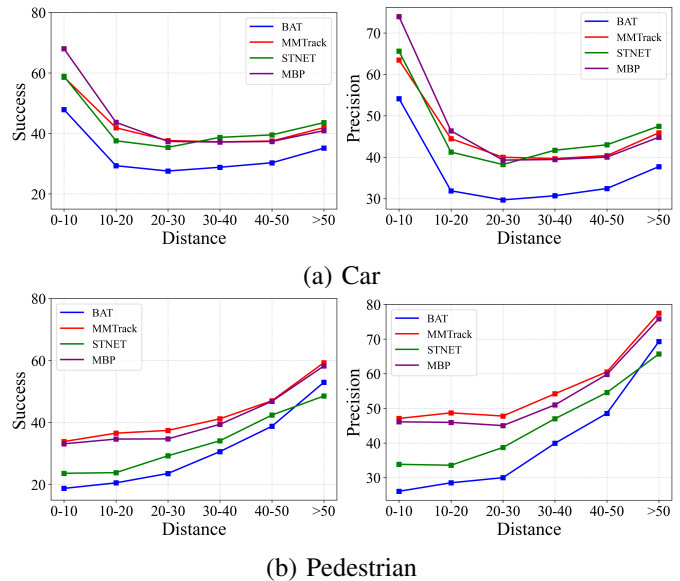 80
60
40
20
Success
BAT
MMTrack
STNET
MBP
0-10 10-20 20-30 30-40 40-50 >50
Distance
70
60
50
40
30
Precision
BAT
MMTrack
STNET
MBP
0-10 10-20 20-30 30-40 40-50 >50
Distance
(a) Car
80
60
40
20
Success
BAT
MMTrack
STNET
MBP
0-10 10-20 20-30 30-40 40-50 >50
Distance
80
70
60
50
40
30
Precision
BAT
MMTrack
STNET
MBP
0-10 10-20 20-30 30-40 40-50 >50
Distance
(b) Pedestrian